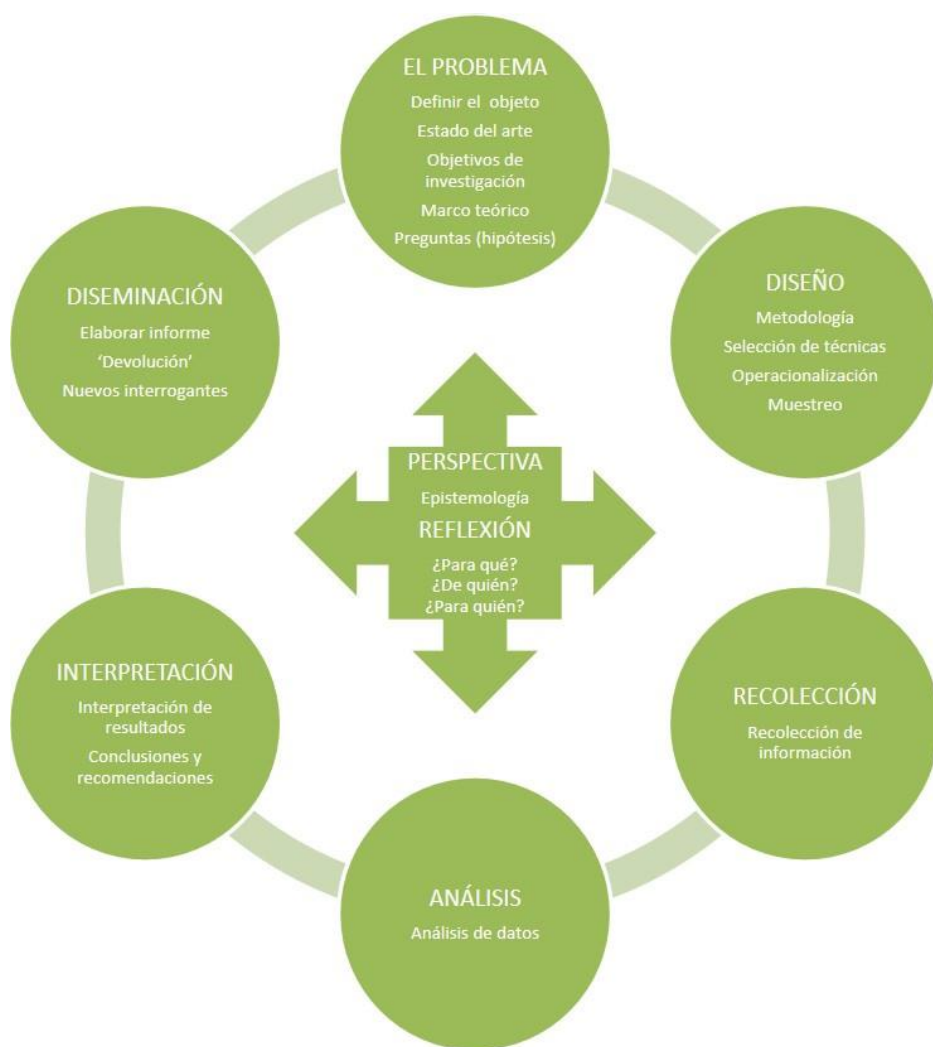 EL PROBLEMA
Definir el objeto
Estado del arte
Objetivos de
investigación
Marco teórico
Preguntas (hipótesis)
DISEÑO
Metodología
Selección de técnicas
Operacionalización
Muestreo
RECOLECCIÓN
Recolección de
información
ANÁLISIS
Análisis de datos
INTERPRETACIÓN
Interpretación de
resultados
Conclusiones y
recomendaciones
DISEMINACIÓN
Elaborar informe
‘Devolución’
Nuevos interrogantes
PERSPECTIVA
Epistemología
REFLEXIÓN
¿Para qué?
¿De quién?
¿Para quién?